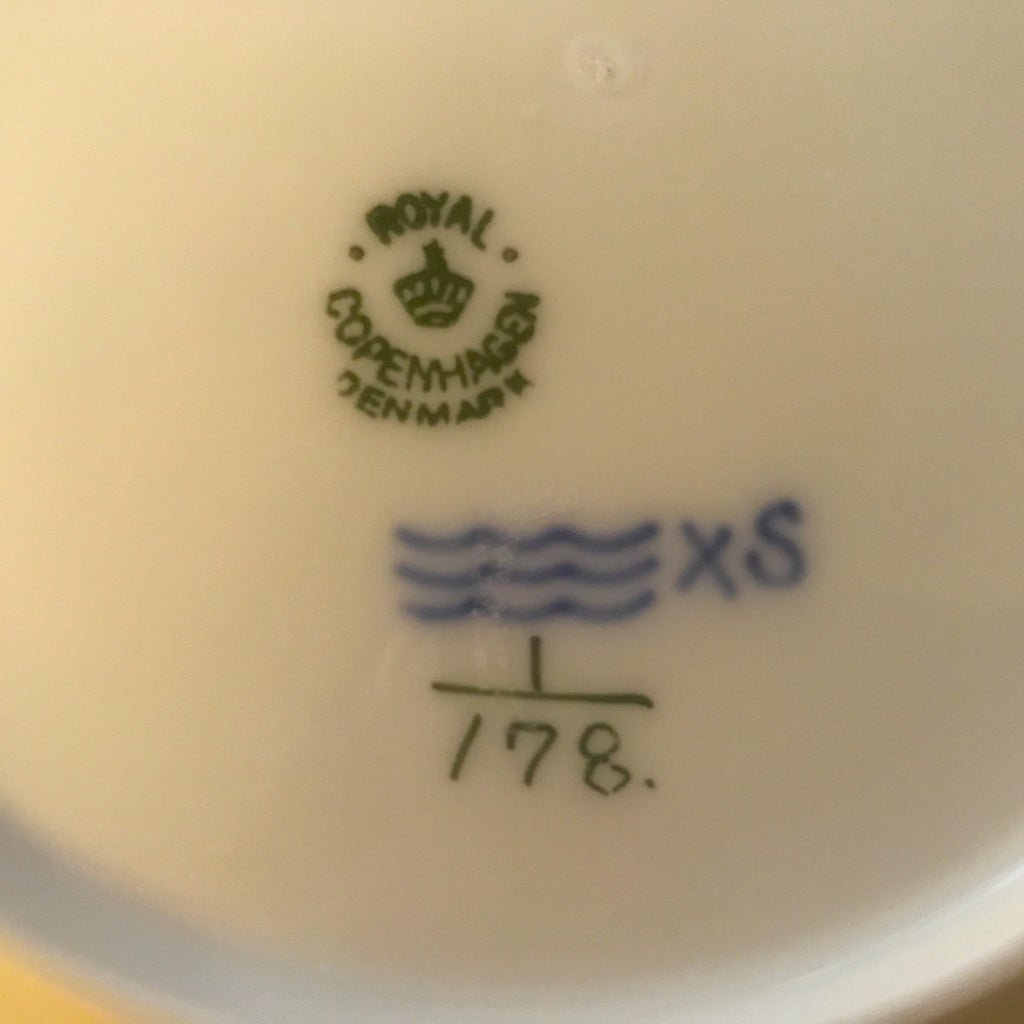 ROYAL
COPENHAGEN
DENMARK
XS
1
178.